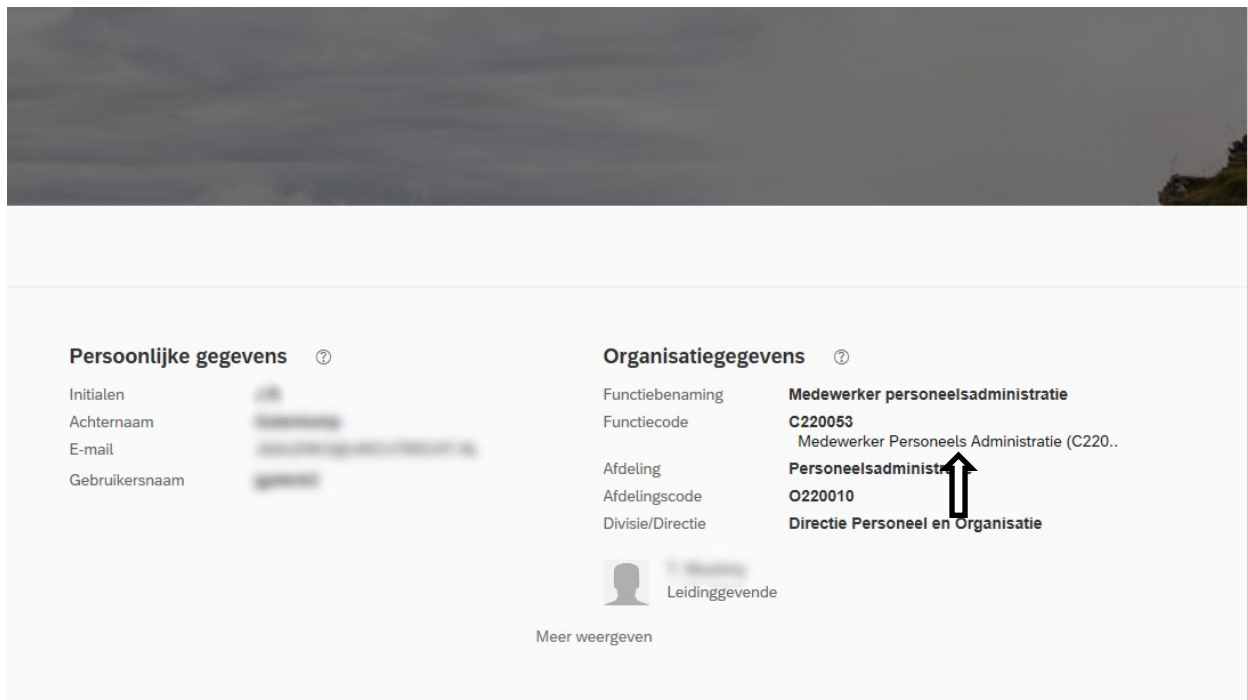 Persoonlijke gegevens
Initialen
Achternaam
E-mail
Gebruikersnaam
Organisatiegegevens
Functiebenaming Medewerker personeelsadministratie
Functiecode C220053
Medewerker Personeels Administratie (C220..
Afdeling
Afdelingscode O220010
Divisie/Directie Directie Personeel en Organisatie
Leidinggevende
Meer weergeven